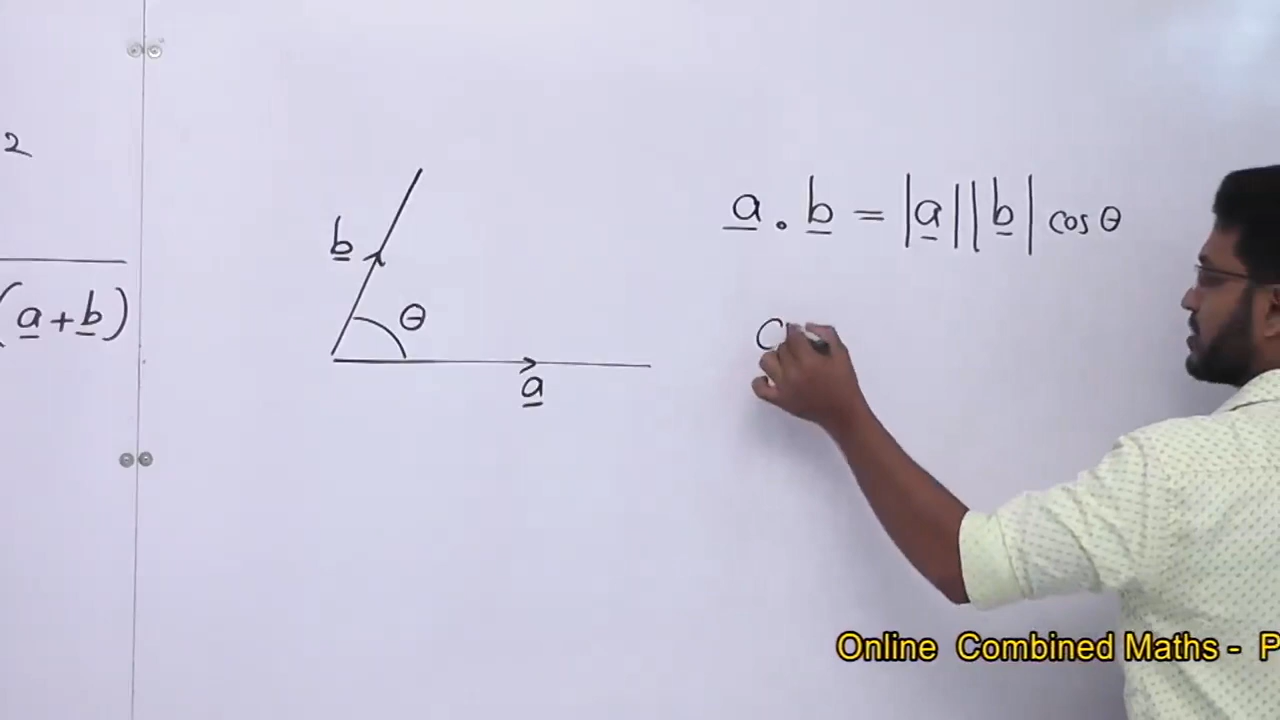 2
(a+b)
b
θ
a
a . b = |a||b| cos θ
Online Combined Maths - P